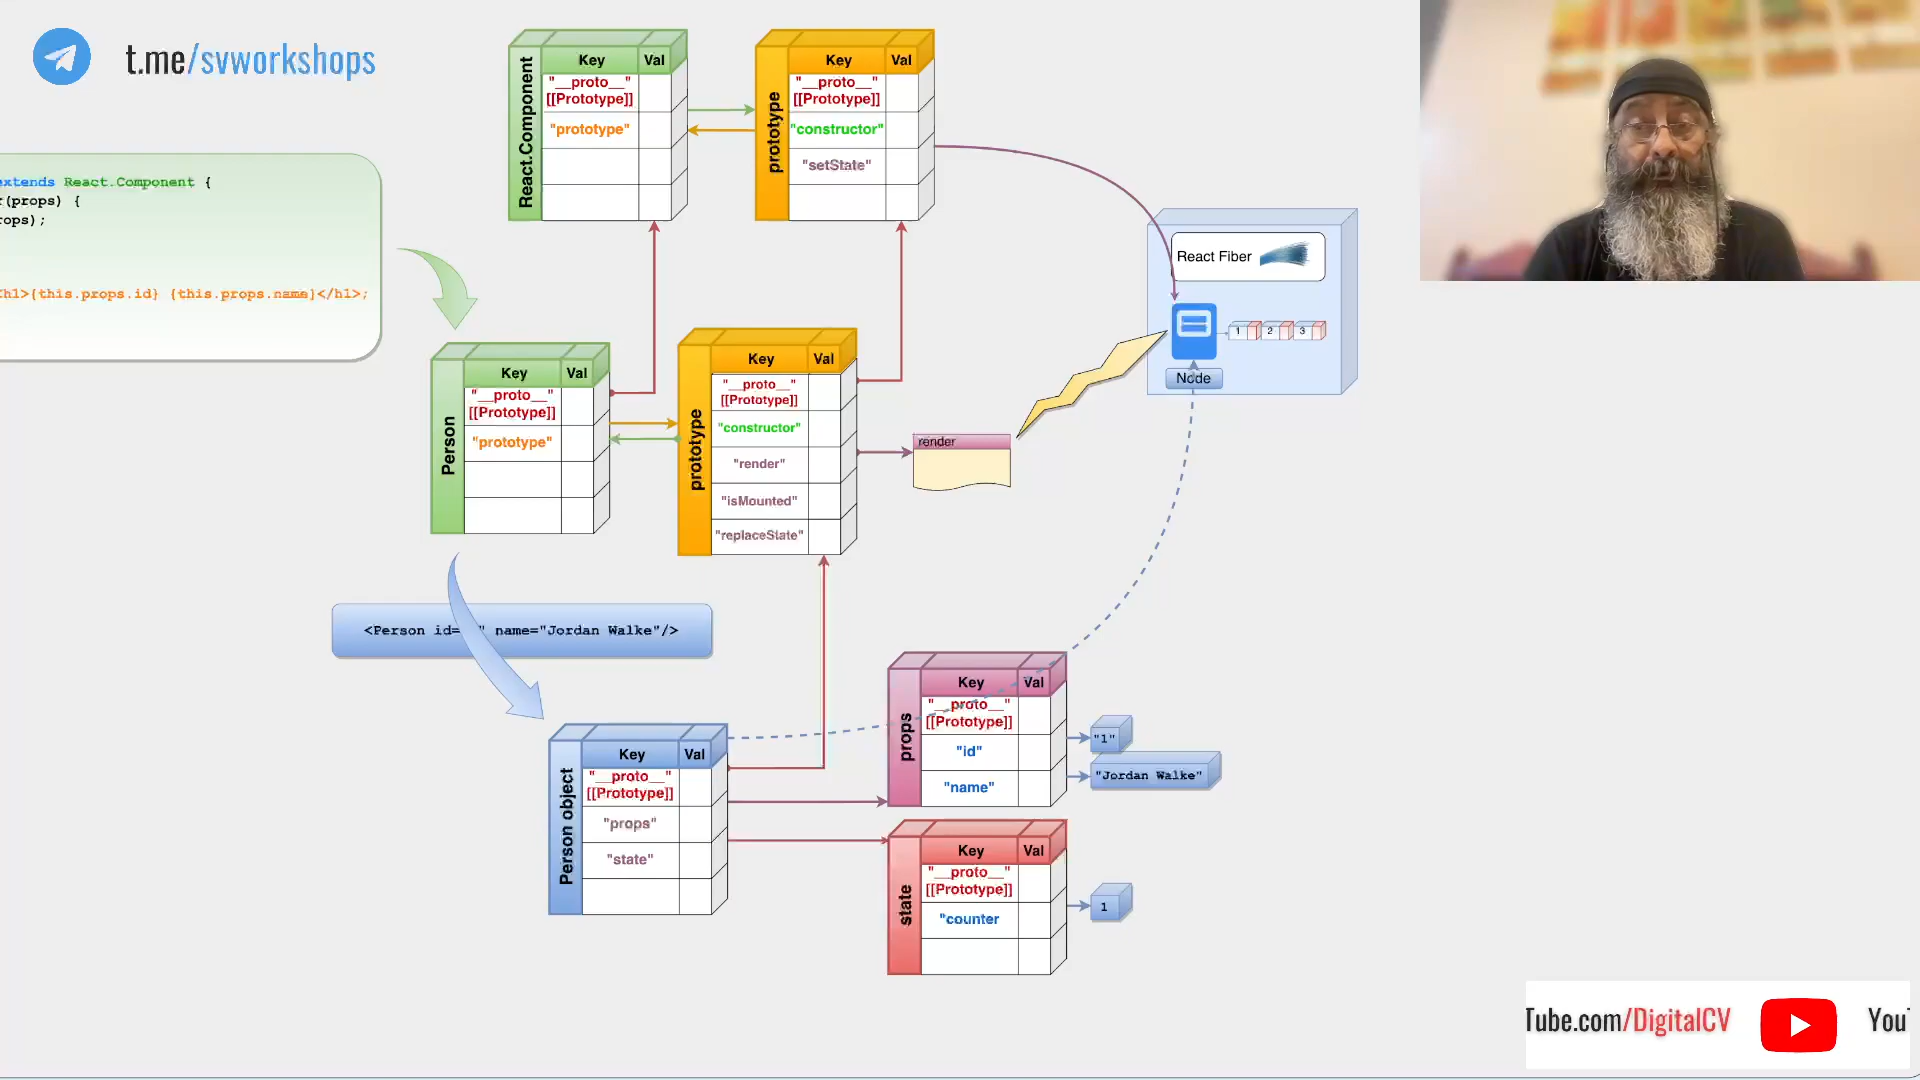 t.me/svworkshops
extends React.Component {
r(props) {
rops);
h1>{this.props.id} {this.props.name}</h1>;
React.Component
Key Val
"__proto__"
[[Prototype]]
"prototype"
prototype
Key Val
"__proto__"
[[Prototype]]
"constructor"
"setState"
React Fiber
1 2 3
Node
Person
Key Val
"__proto__"
[[Prototype]]
"prototype"
prototype
Key Val
"__proto__"
[[Prototype]]
"constructor"
"render"
"isMounted"
"replaceState"
render
<Person id= " name="Jordan Walke"/>
Person object
Key Val
"__proto__"
[[Prototype]]
"props"
"state"
props
Key Val
"__proto__"
[[Prototype]]
"id"
"name"
"1"
"Jordan Walke"
state
Key Val
"__proto__"
[[Prototype]]
"counter
1
Tube.com/DigitalCV
You